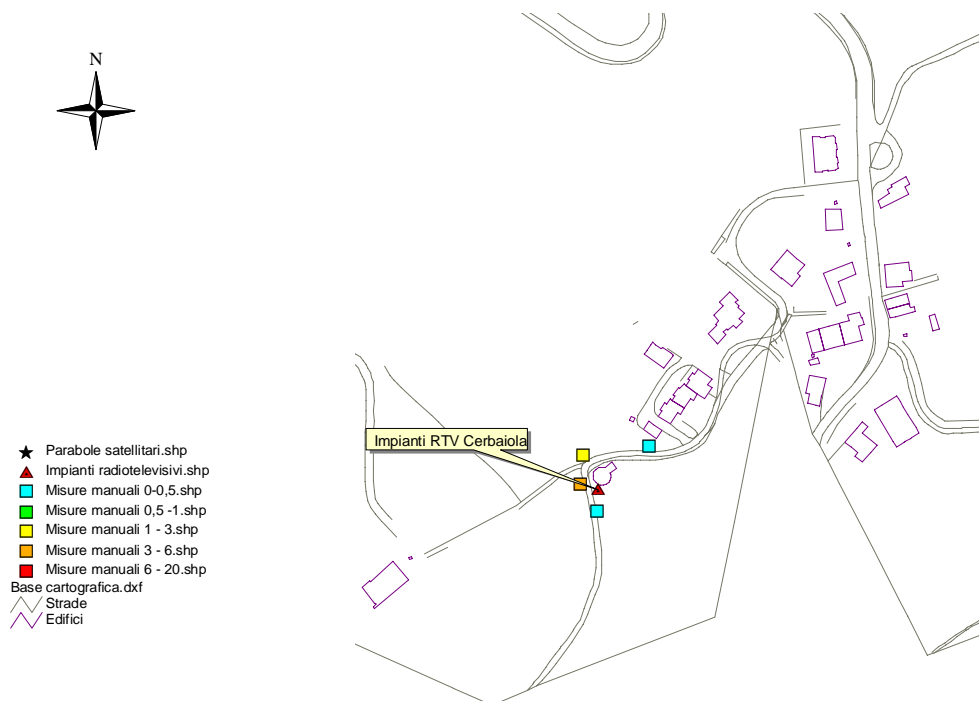 N
Impianti RTV Cerbaiola
Parabole satellitari.shp
Impianti radiotelevisivi.shp
Misure manuali 0-0,5.shp
Misure manuali 0,5 -1.shp
Misure manuali 1 - 3.shp
Misure manuali 3 - 6.shp
Misure manuali 6 - 20.shp
Base cartografica.dxf
Strade
Edifici